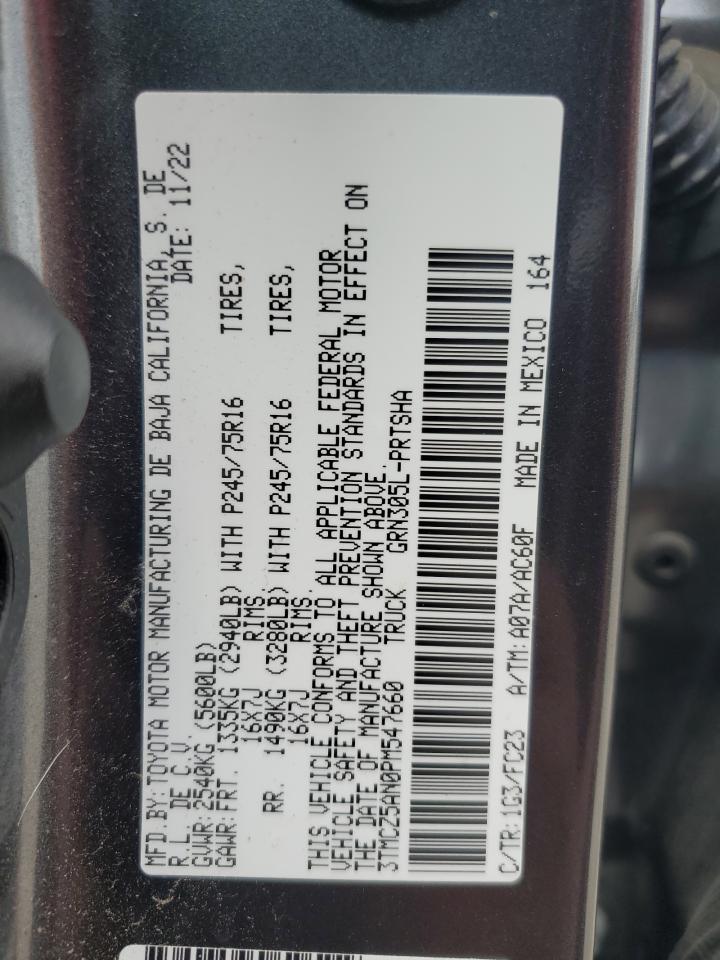 MFD.BY:TOYOTA MOTOR MANUFACTURING DE BAJA CALIFORNIA, S. DE
R.L. DE C.V. DATE: 11/22
GVWR:2540KG (5600LB)
GAWR:FRT. 1335KG (2940LB) WITH P245/75R16 TIRES,
16X7J RIMS.
RR. 1490KG (3280LB) WITH P245/75R16 TIRES,
16X7J RIMS.
THIS VEHICLE CONFORMS TO ALL APPLICABLE FEDERAL MOTOR
VEHICLE SAFETY AND THEFT PREVENTION STANDARDS IN EFFECT ON
THE DATE OF MANUFACTURE SHOWN ABOVE.
3TMCZ5AN0PM547660 TRUCK GRN305L-PRTSHA
C/TR:1G3/FC23 A/TM:A07A/AC60F MADE IN MEXICO 164